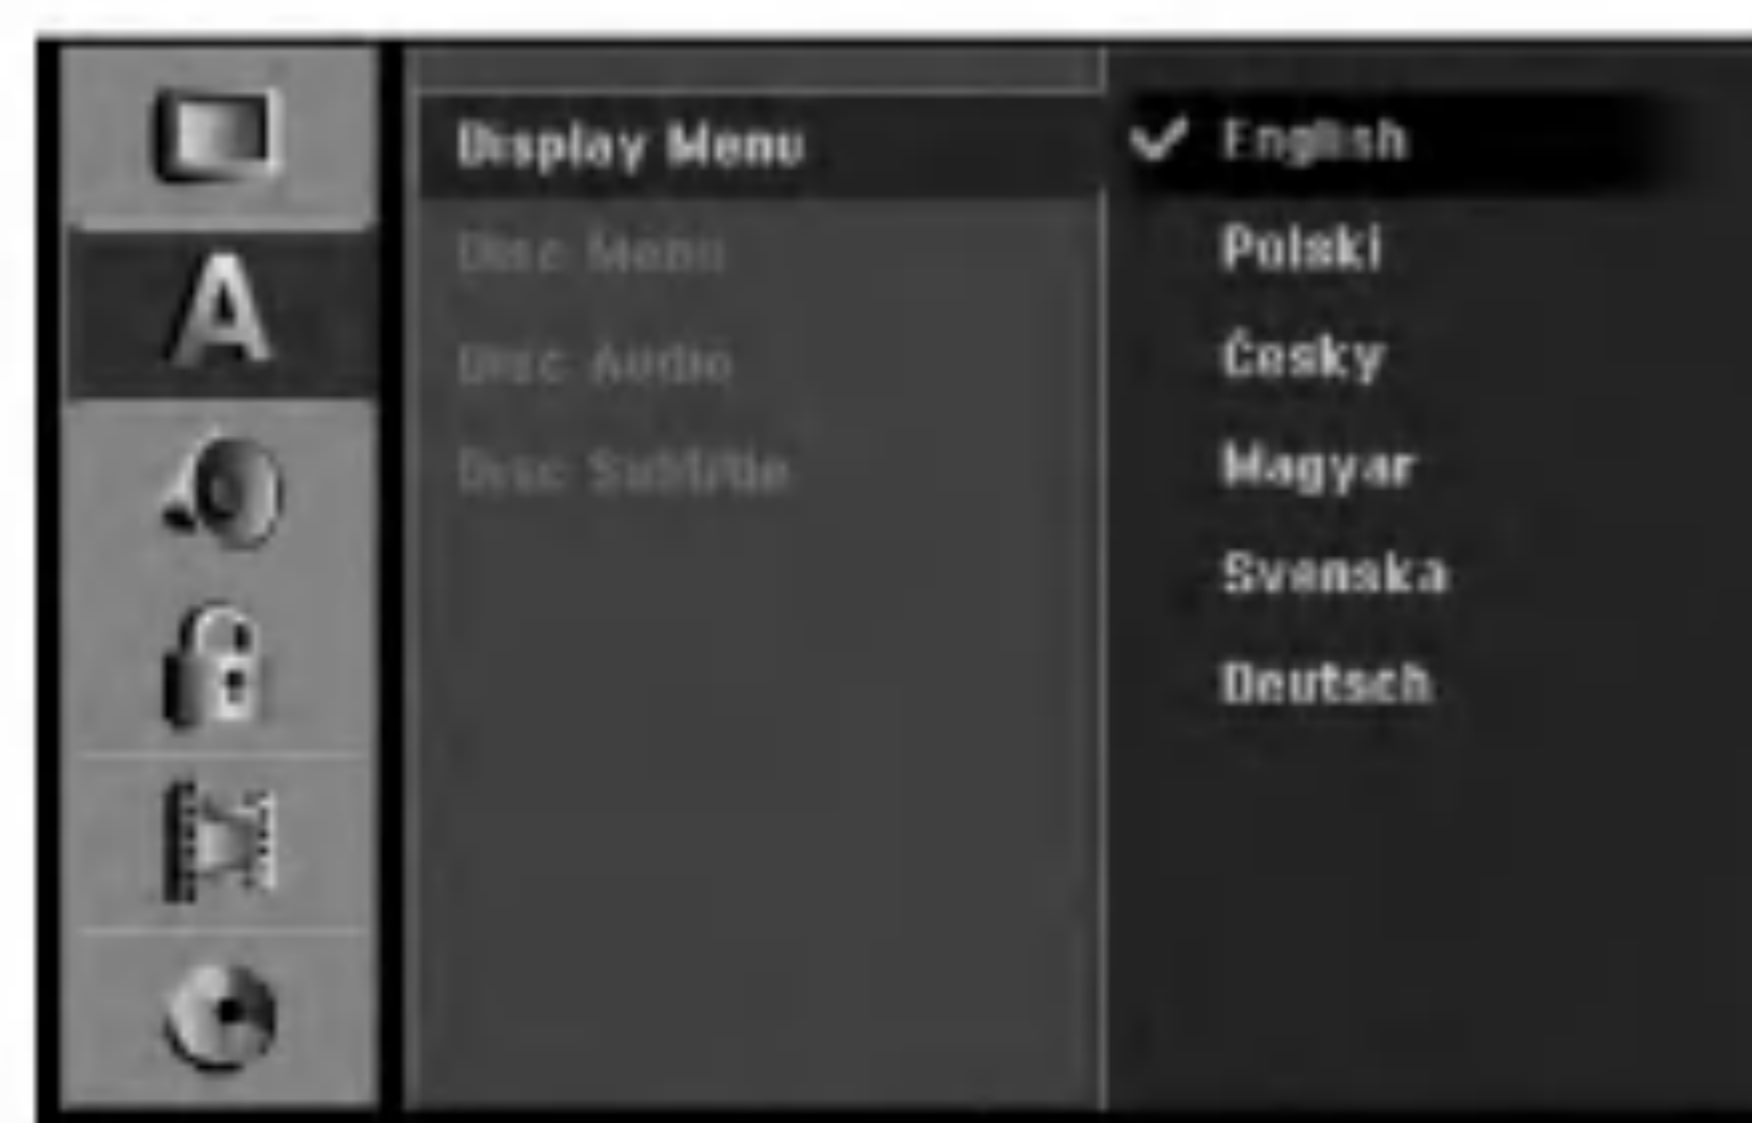 A
Display Menu
Disc Menu
Disc Audio
Disc Subtitle
English
Polski
Česky
Magyar
Svenska
Deutsch